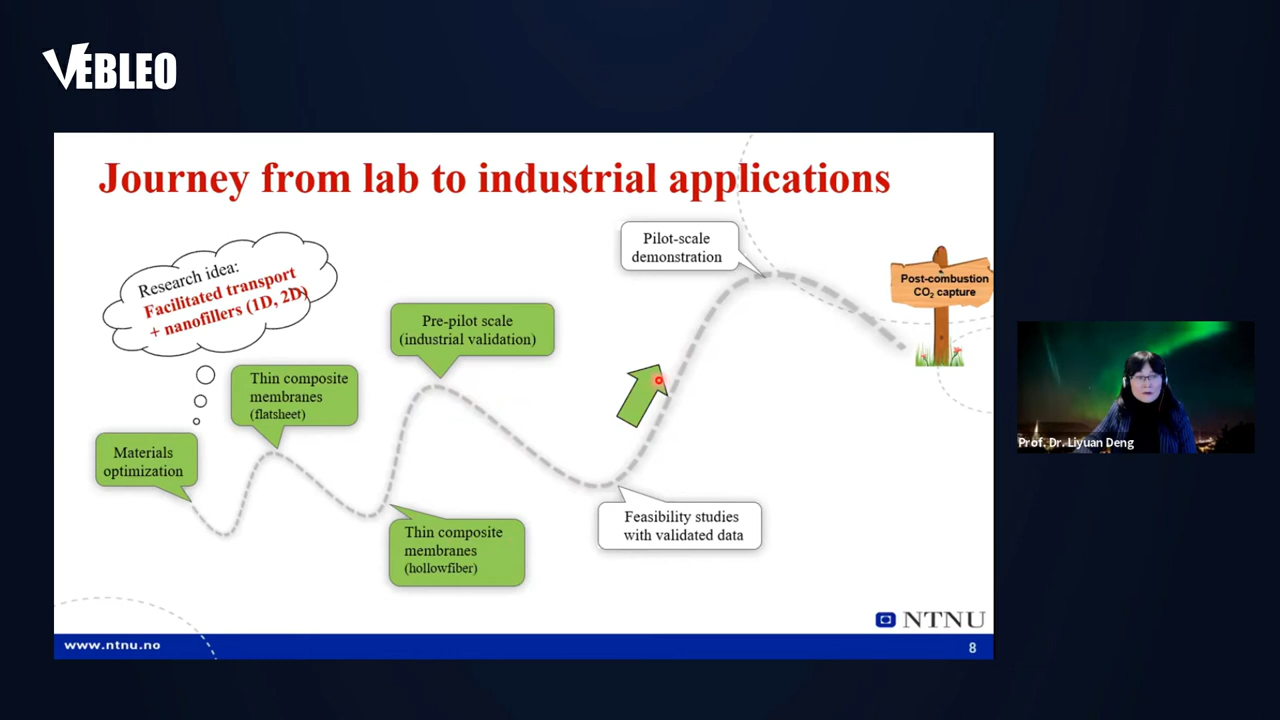 VEBLEO
Journey from lab to industrial applications
Research idea:
Facilitated transport
+ nanofillers (1D, 2D)
Materials
optimization
Thin composite
membranes
(flatsheet)
Thin composite
membranes
(hollowfiber)
Pre-pilot scale
(industrial validation)
Feasibility studies
with validated data
Pilot-scale
demonstration
Post-combustion
CO₂ capture
Prof. Dr. Liyuan Deng
NTNU
www.ntnu.no
8